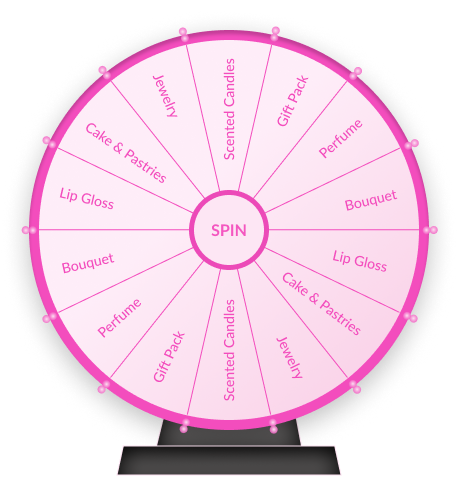 Scented Candles
Gift Pack
Perfume
Bouquet
Lip Gloss
Cake & Pastries
Jewelry
Scented Candles
Gift Pack
Perfume
Bouquet
Lip Gloss
Cake & Pastries
Jewelry
SPIN